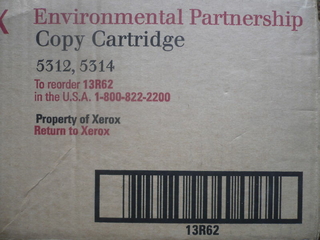 X Environmental Partnership
Copy Cartridge
5312, 5314
To reorder 13R62
in the U.S.A. 1-800-822-2200
Property of Xerox
Return to Xerox
13R62